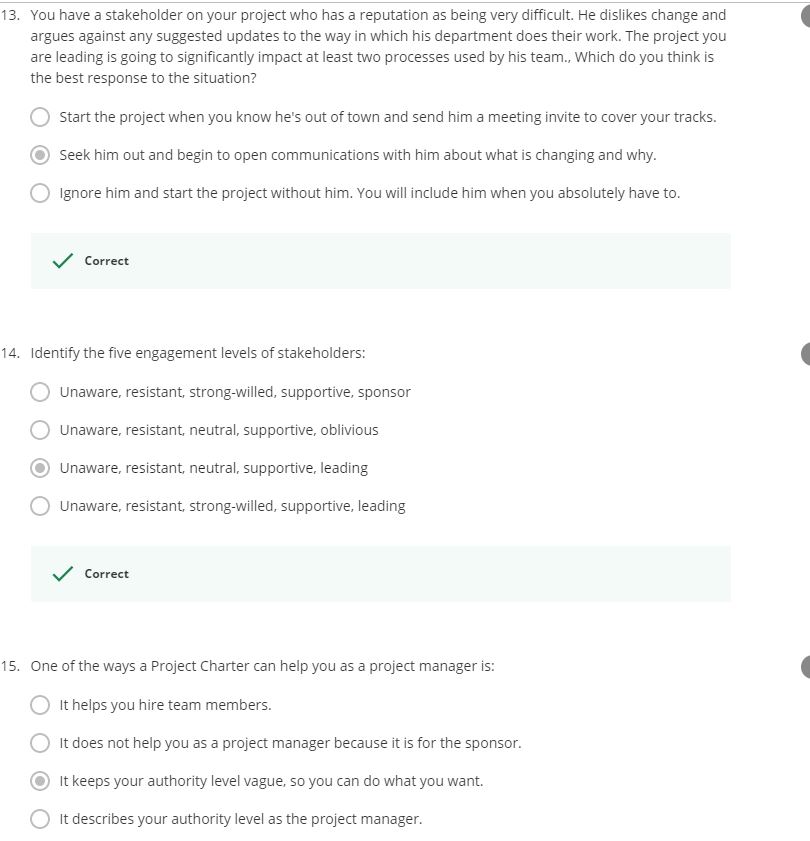 13. You have a stakeholder on your project who has a reputation as being very difficult. He dislikes change and
argues against any suggested updates to the way in which his department does their work. The project you
are leading is going to significantly impact at least two processes used by his team., Which do you think is
the best response to the situation?
Start the project when you know he's out of town and send him a meeting invite to cover your tracks.
Seek him out and begin to open communications with him about what is changing and why.
Ignore him and start the project without him. You will include him when you absolutely have to.
Correct
14. Identify the five engagement levels of stakeholders:
Unaware, resistant, strong-willed, supportive, sponsor
Unaware, resistant, neutral, supportive, oblivious
Unaware, resistant, neutral, supportive, leading
Unaware, resistant, strong-willed, supportive, leading
Correct
15. One of the ways a Project Charter can help you as a project manager is:
It helps you hire team members.
It does not help you as a project manager because it is for the sponsor.
It keeps your authority level vague, so you can do what you want.
It describes your authority level as the project manager.